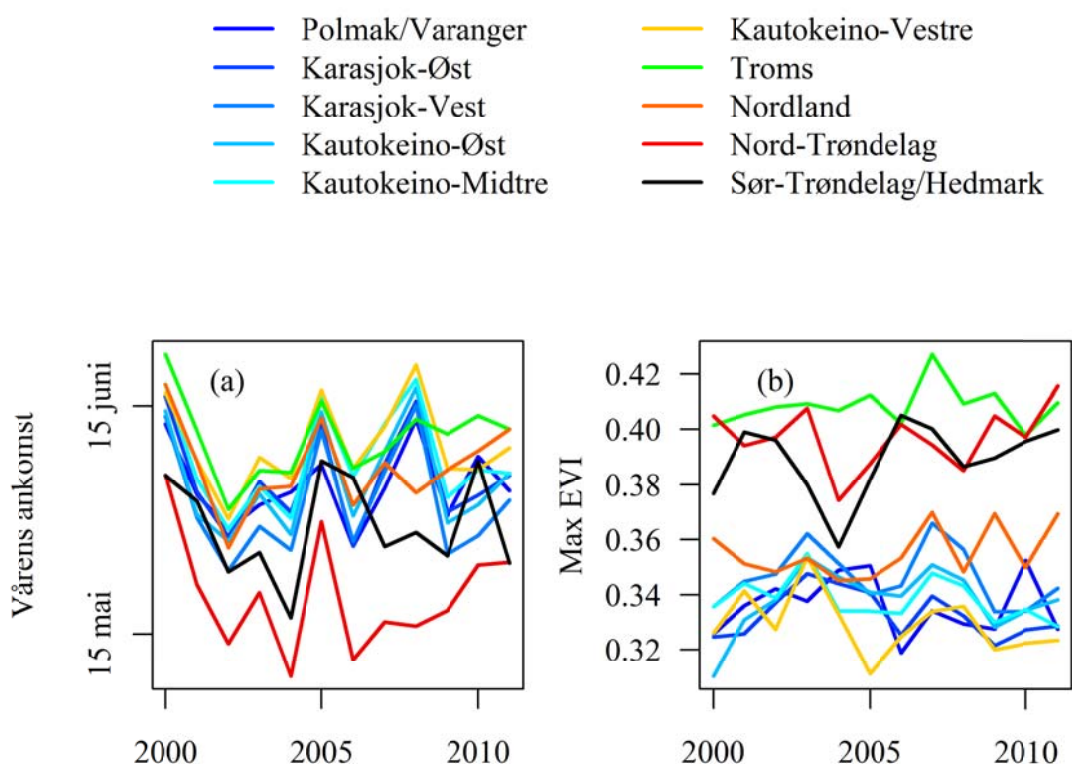 Polmak/Varanger
Karasjok-Øst
Karasjok-Vest
Kautokeino-Øst
Kautokeino-Midtre
Kautokeino-Vestre
Troms
Nordland
Nord-Trøndelag
Sør-Trøndelag/Hedmark
Vårens ankomst
15 juni
15 mai
(a)
2000 2005 2010
Max EVI
0.42
0.40
0.38
0.36
0.34
0.32
(b)
2000 2005 2010